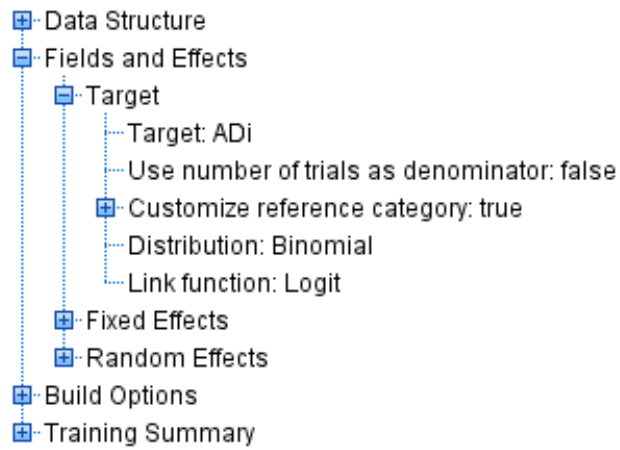 Data Structure
Fields and Effects
Target
Target: ADi
Use number of trials as denominator: false
Customize reference category: true
Distribution: Binomial
Link function: Logit
Fixed Effects
Random Effects
Build Options
Training Summary